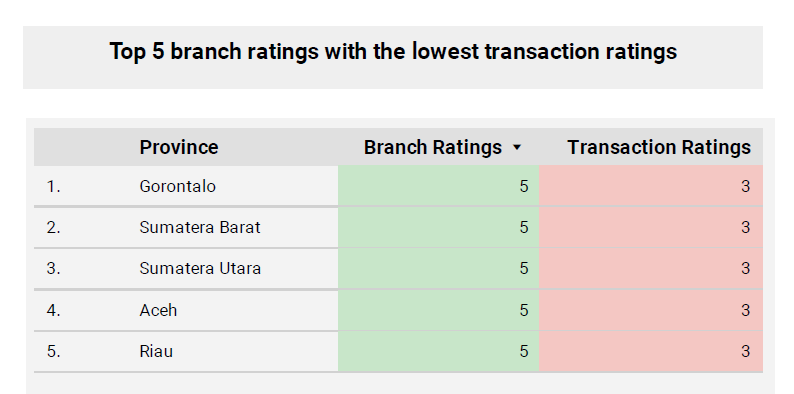 Top 5 branch ratings with the lowest transaction ratings
Province Branch Ratings Transaction Ratings
1. Gorontalo 5 3
2. Sumatera Barat 5 3
3. Sumatera Utara 5 3
4. Aceh 5 3
5. Riau 5 3